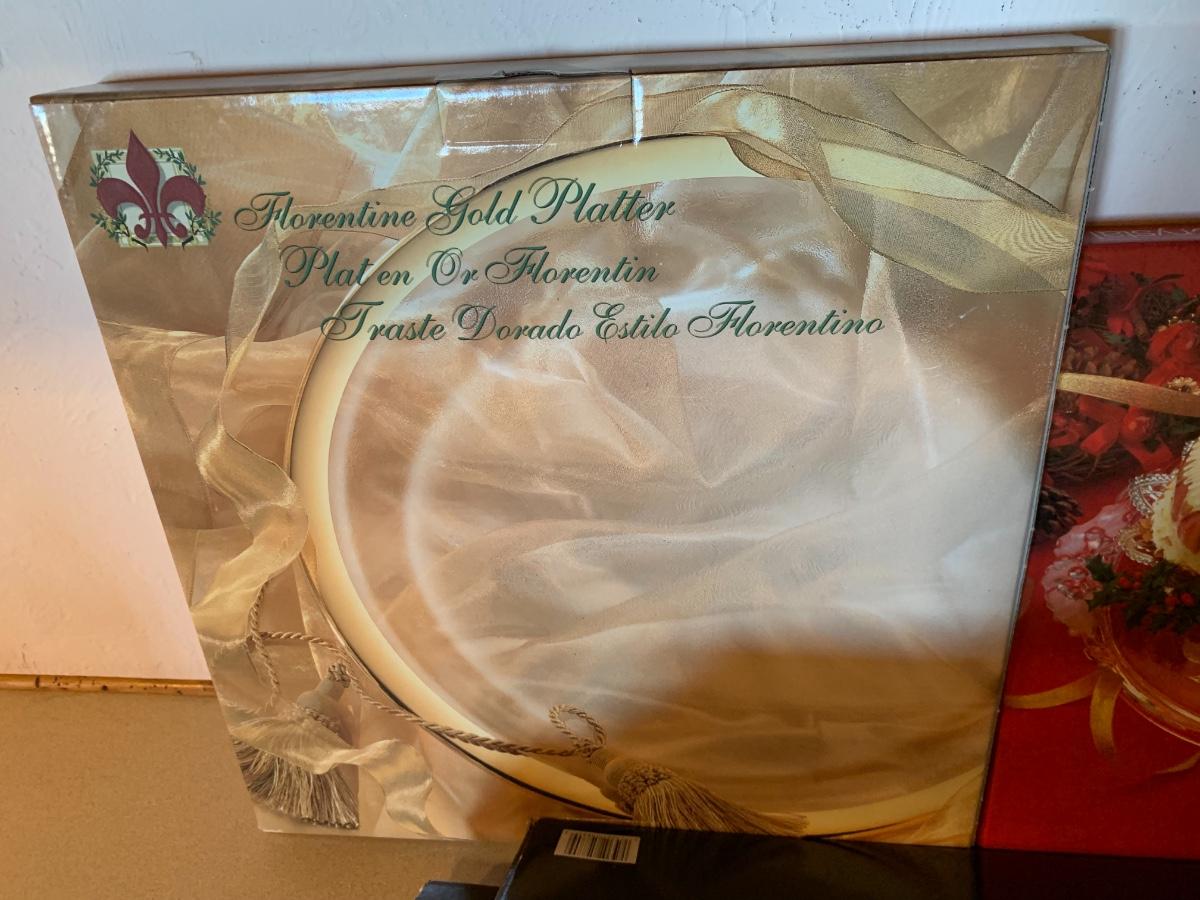 Florentine Gold Platter
Plat en Or Florentin
Traste Dorado Estilo Florentino